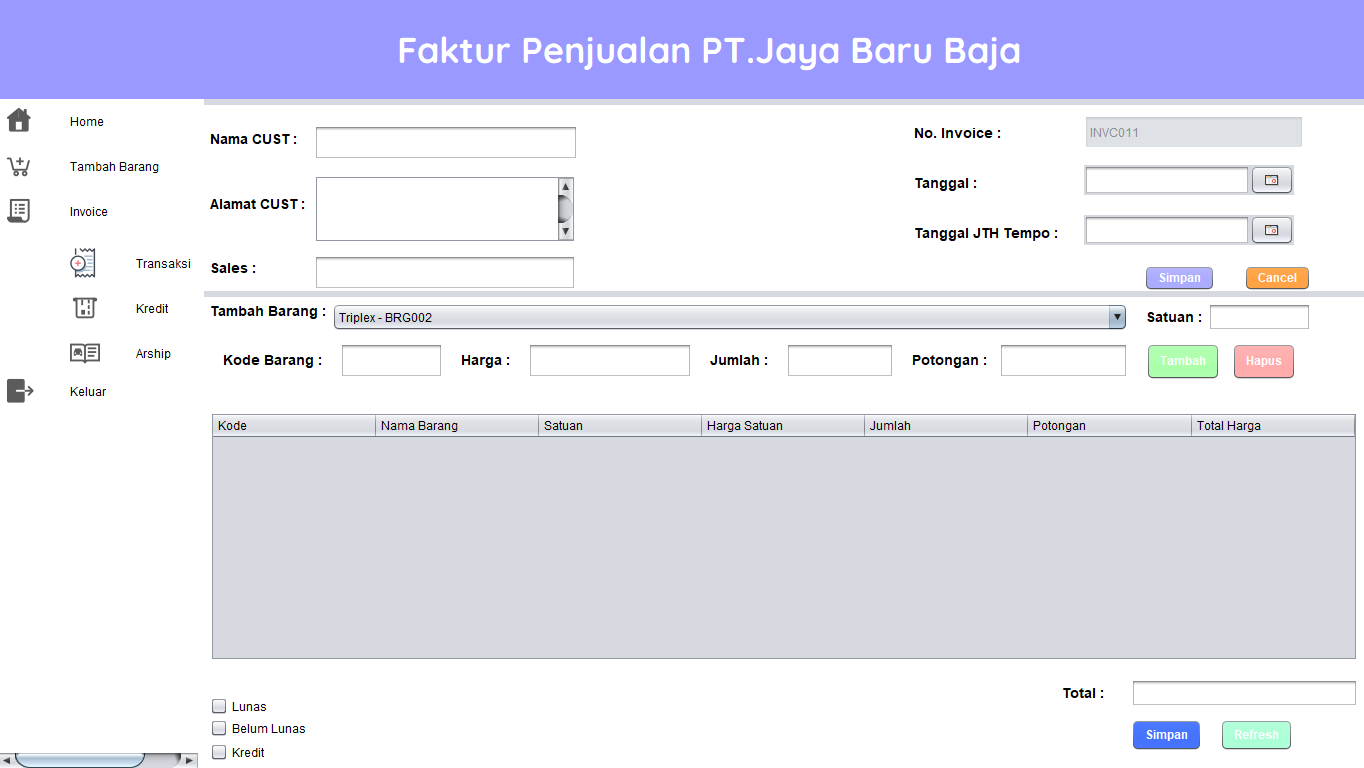 Faktur Penjualan PT.Jaya Baru Baja
Home
Tambah Barang
Invoice
Transaksi
Kredit
Arship
Keluar
Nama CUST :
Alamat CUST :
Sales :
No. Invoice :
INVC011
Tanggal :
Tanggal JTH Tempo :
Simpan
Cancel
Tambah Barang :
Triplex - BRG002
Satuan :
Kode Barang :
Harga :
Jumlah :
Potongan :
Tambah
Hapus
Kode
Nama Barang
Satuan
Harga Satuan
Jumlah
Potongan
Total Harga
Lunas
Belum Lunas
Kredit
Total :
Simpan
Refresh